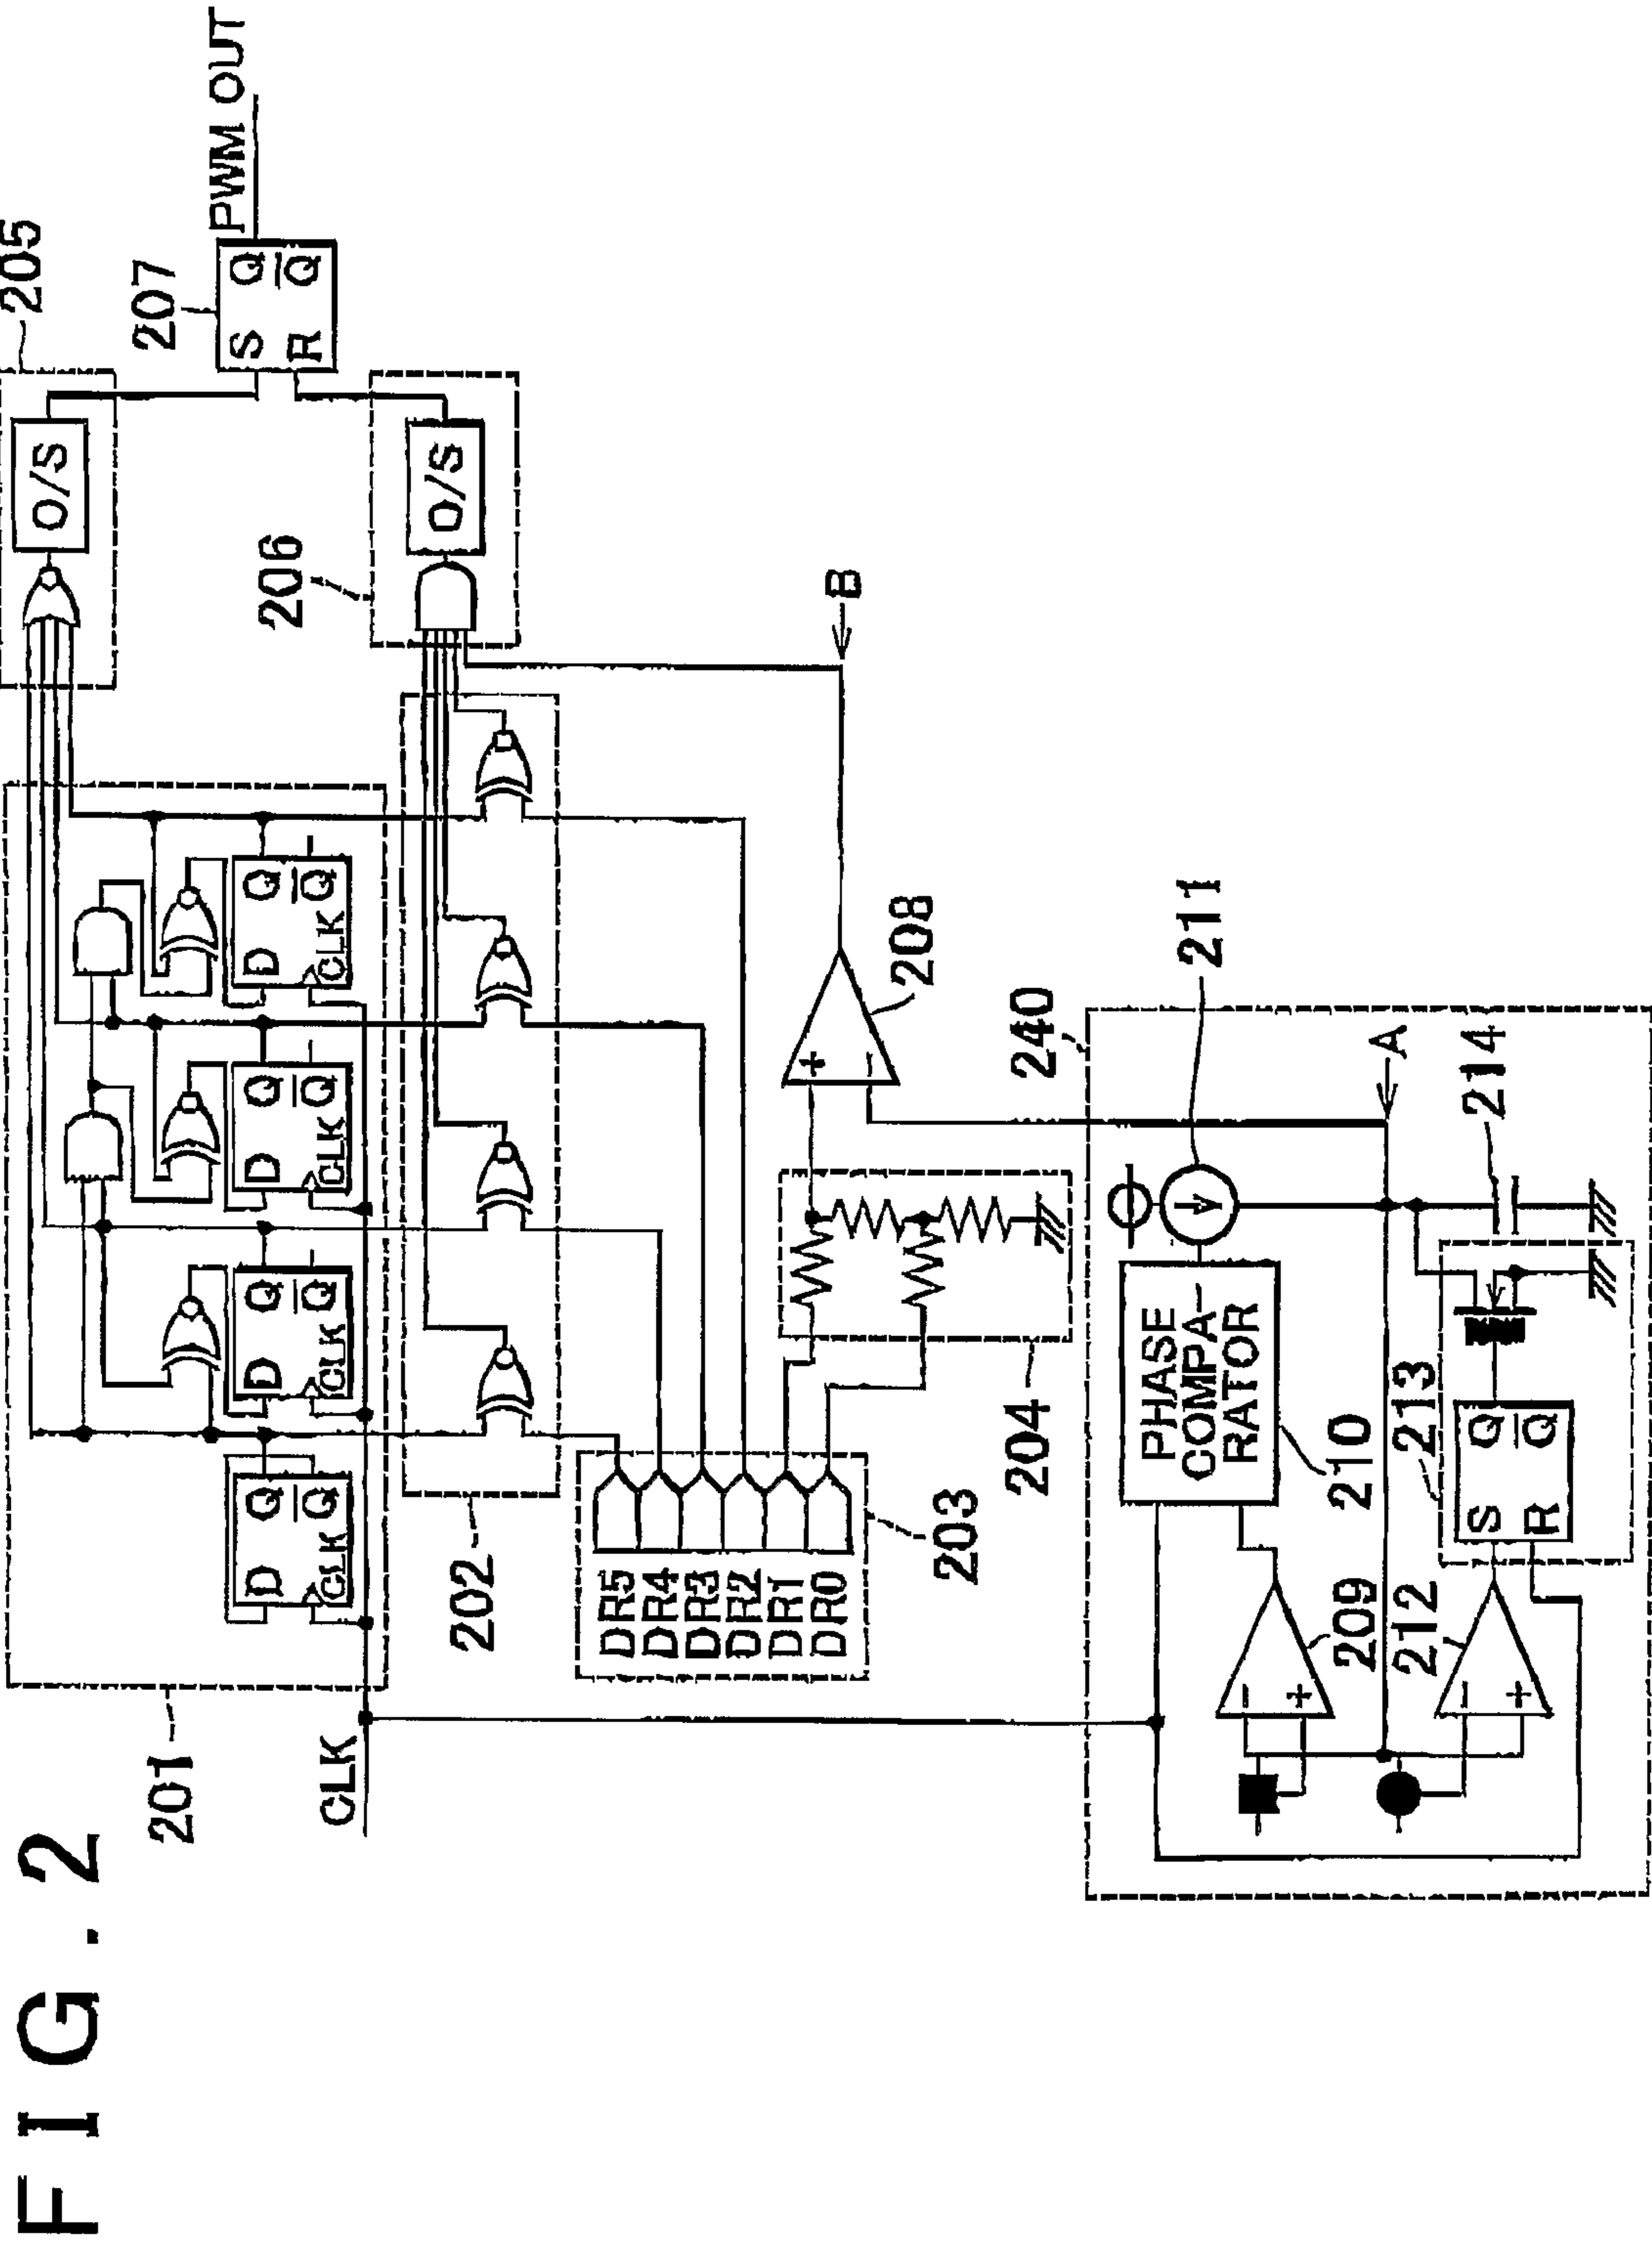 FIG. 2
201
205
207
206
S Q
R Q
PWM OUT
O/S
O/S
D Q
CLK Q
D Q
CLK Q
D Q
CLK Q
D Q
CLK Q
CLK
202
DR5
DR4
DR3
DR2
DR1
DR0
203
204
+
−
208
B
240
PHASE
COMPA-
RATOR
210
211
A
−
+
209
−
+
212
213
S Q
R Q
214